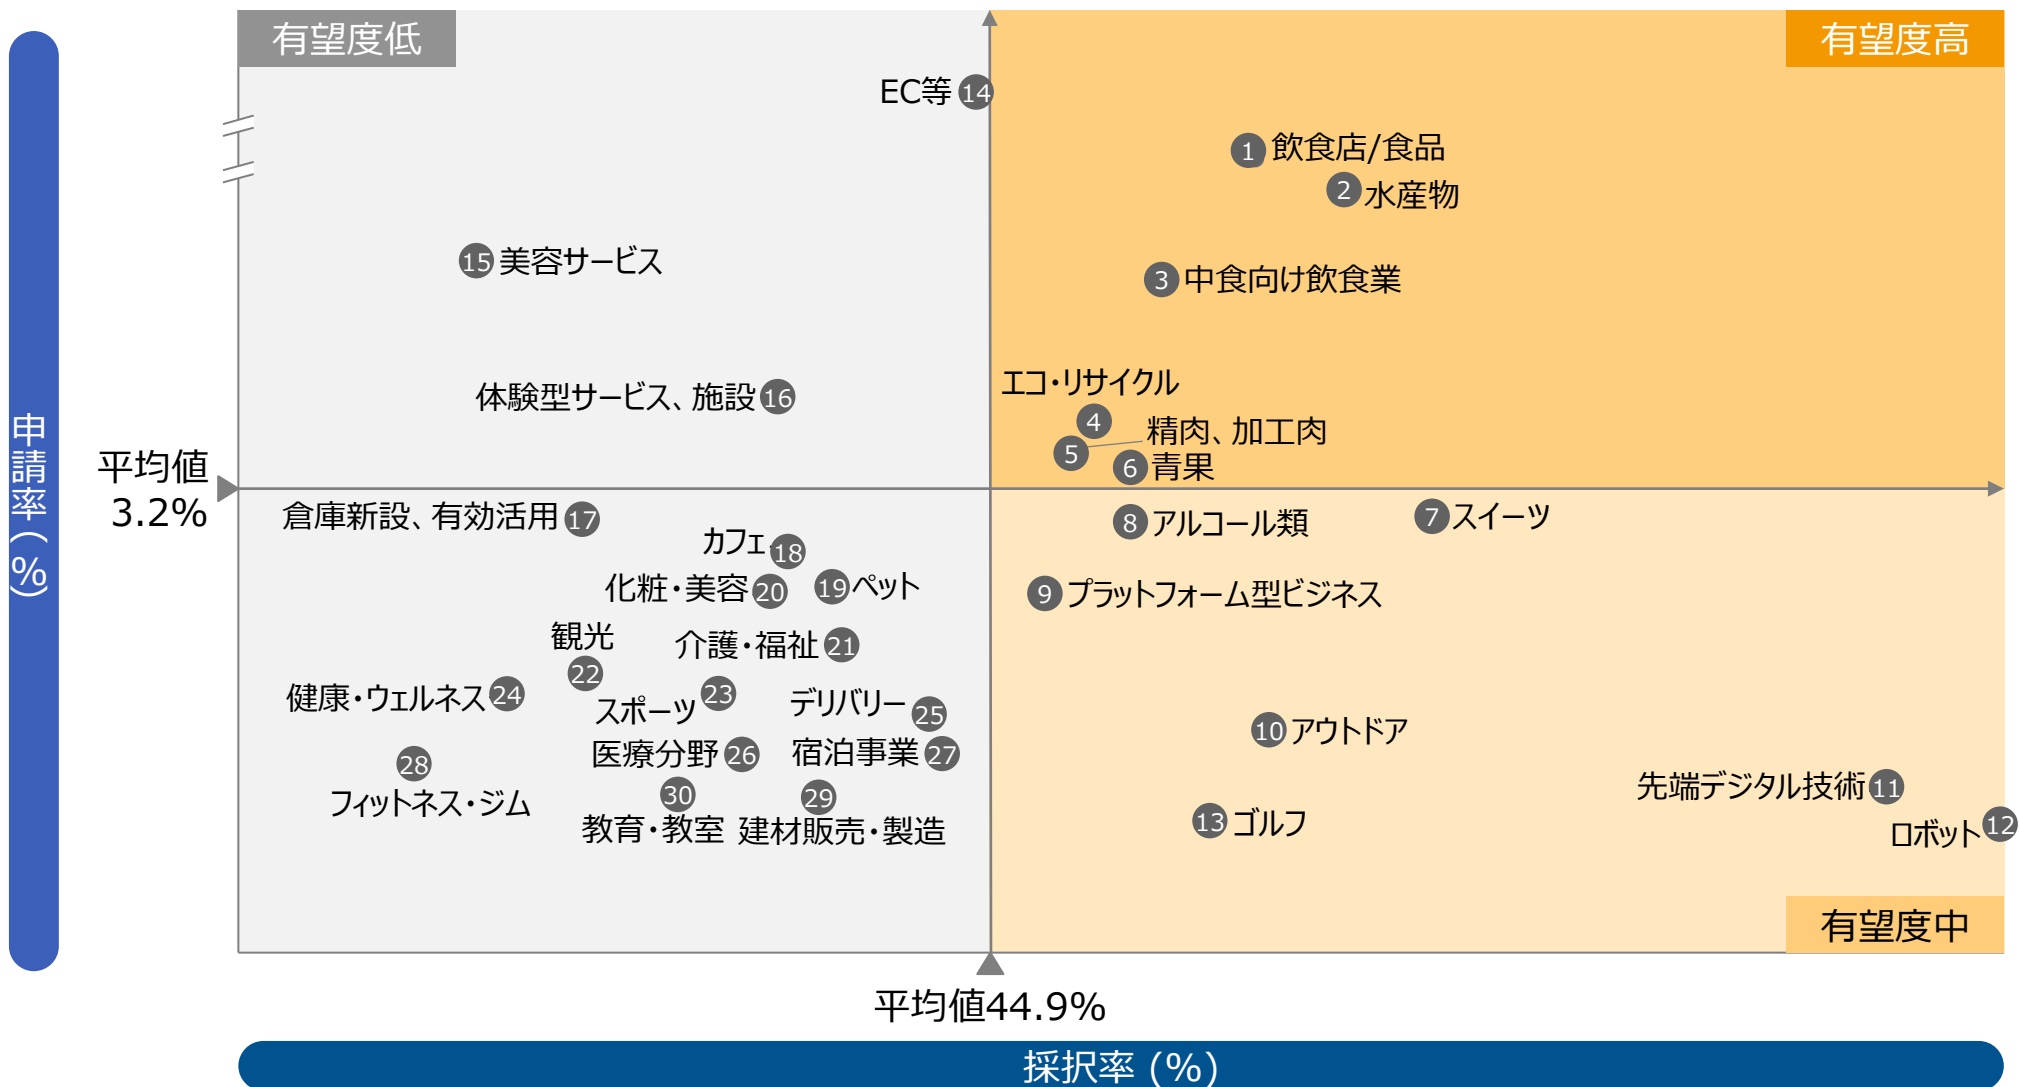 有望度低
有望度高
EC等 14
1 飲食店/食品
2 水産物
15 美容サービス
3 中食向け飲食業
エコ・リサイクル
体験型サービス、施設 16
4
精肉、加工肉
5
6 青果
申請率(%)
平均値
3.2%
倉庫新設、有効活用 17
8 アルコール類
7 スイーツ
カフェ 18
化粧・美容 20
19 ペット
9 プラットフォーム型ビジネス
観光
22
介護・福祉 21
健康・ウェルネス 24
スポーツ 23
デリバリー 25
10 アウトドア
医療分野 26
宿泊事業 27
28
フィットネス・ジム
先端デジタル技術 11
30
教育・教室
29
建材販売・製造
13 ゴルフ
ロボット 12
有望度中
平均値44.9%
採択率 (%)